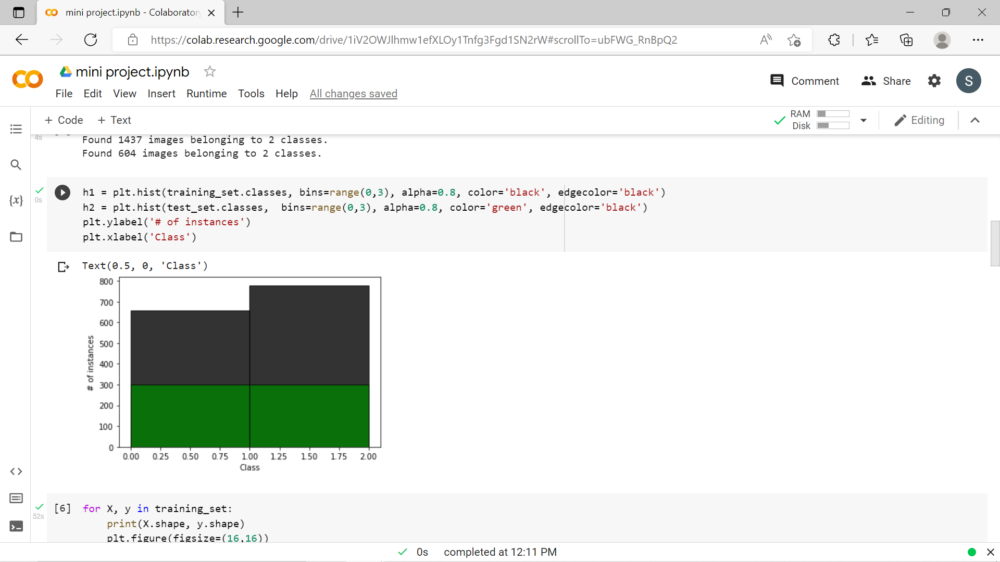 mini project.ipynb - Colaboratory
https://colab.research.google.com/drive/1iV2OWJlhmw1efXLOy1Tnfg3Fgd1SN2rW#scrollTo=ubFWG_RnBpQ2
mini project.ipynb
Comment
Share
S
File Edit View Insert Runtime Tools Help All changes saved
+ Code + Text
RAM
Disk
Editing
4s
Found 1437 images belonging to 2 classes.
Found 604 images belonging to 2 classes.
{x}
0s
h1 = plt.hist(training_set.classes, bins=range(0,3), alpha=0.8, color='black', edgecolor='black')
h2 = plt.hist(test_set.classes,  bins=range(0,3), alpha=0.8, color='green', edgecolor='black')
plt.ylabel('# of instances')
plt.xlabel('Class')
Text(0.5, 0, 'Class')
800
700
600
500
400
300
200
100
0
# of instances
0.00 0.25 0.50 0.75 1.00 1.25 1.50 1.75 2.00
Class
52s
[6] for X, y in training_set:
print(X.shape, y.shape)
plt.figure(figsize=(16,16))
0s completed at 12:11 PM